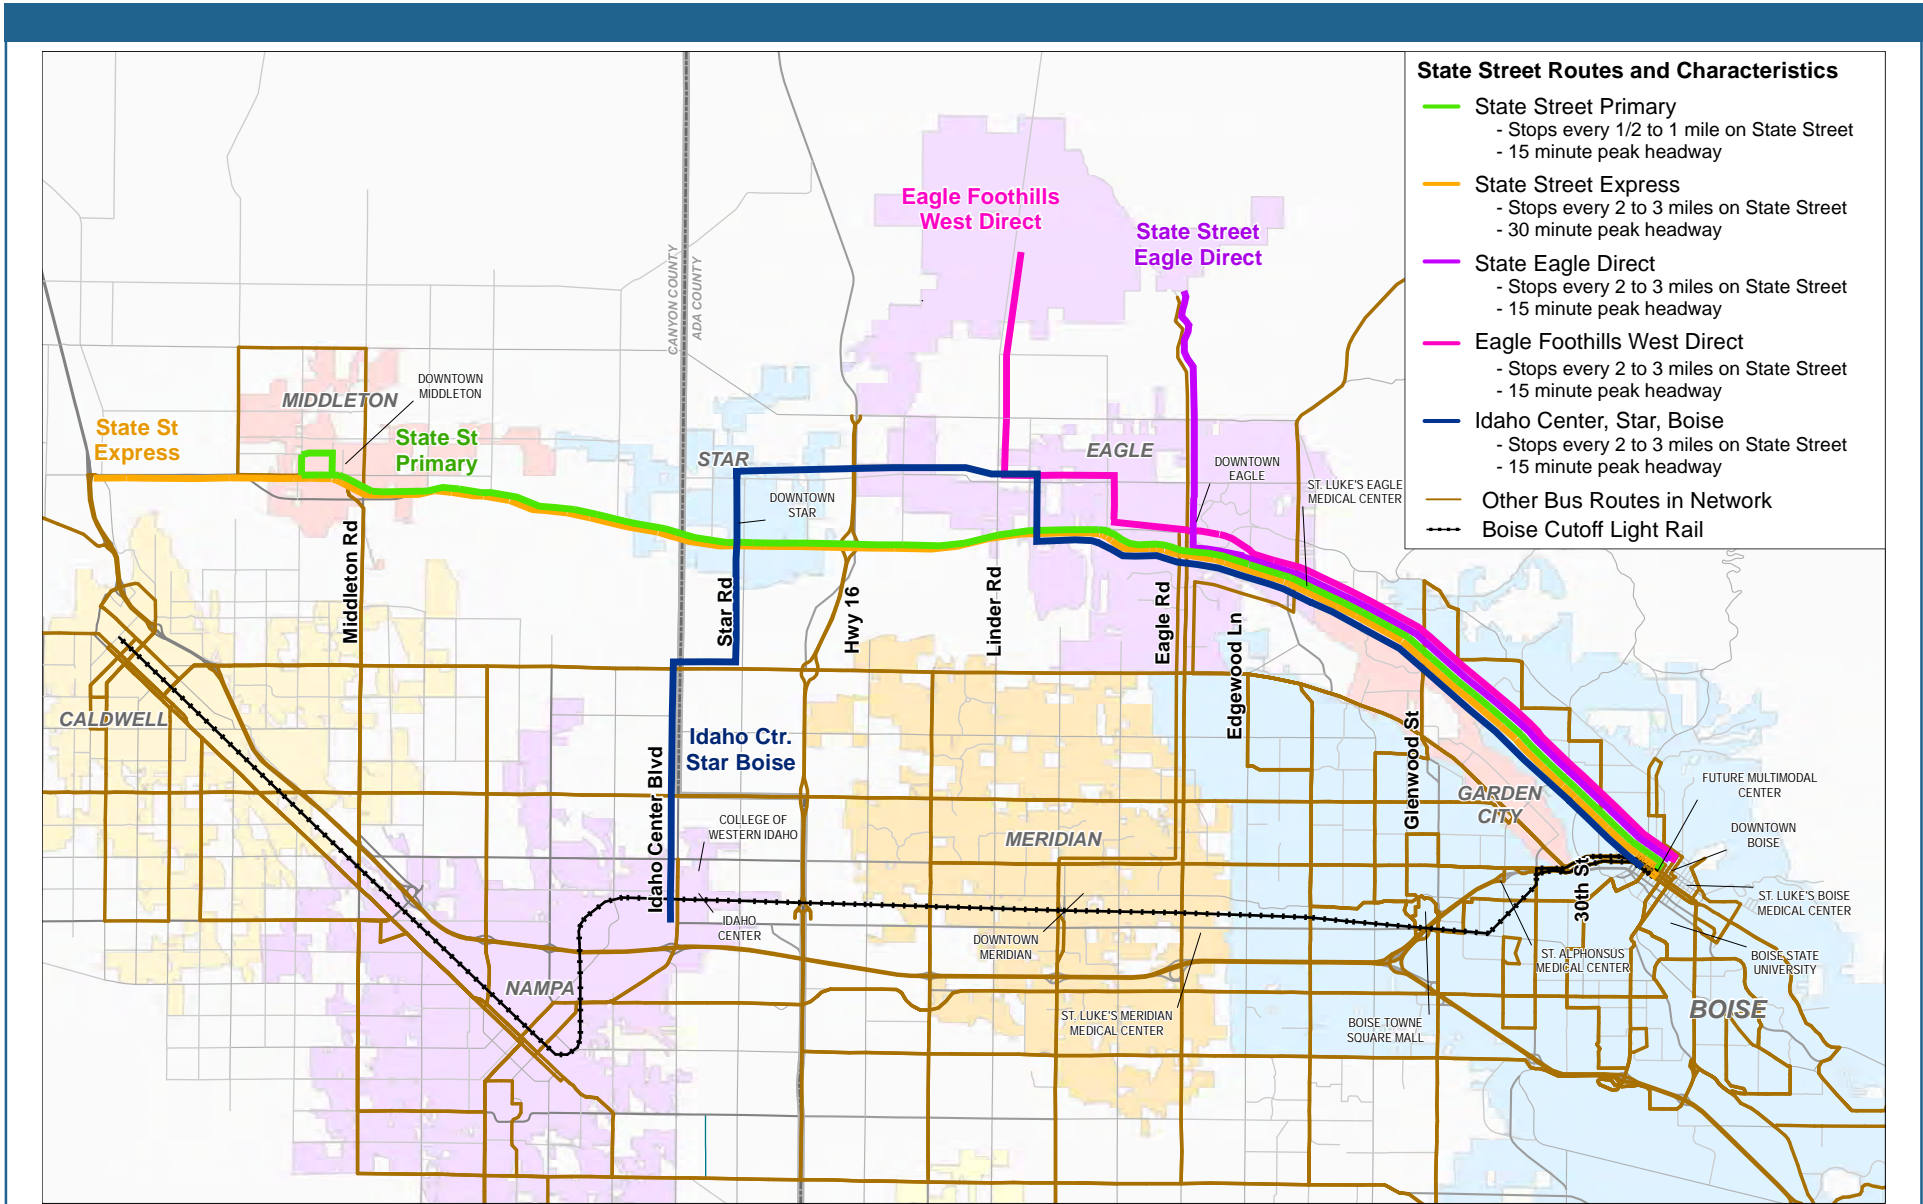 State Street Routes and Characteristics
State Street Primary
- Stops every 1/2 to 1 mile on State Street
- 15 minute peak headway
State Street Express
- Stops every 2 to 3 miles on State Street
- 30 minute peak headway
State Eagle Direct
- Stops every 2 to 3 miles on State Street
- 15 minute peak headway
Eagle Foothills West Direct
- Stops every 2 to 3 miles on State Street
- 15 minute peak headway
Idaho Center, Star, Boise
- Stops every 2 to 3 miles on State Street
- 15 minute peak headway
Other Bus Routes in Network
Boise Cutoff Light Rail
Eagle Foothills
West Direct
State Street
Eagle Direct
CANYON COUNTY
ADA COUNTY
DOWNTOWN
MIDDLETON
MIDDLETON
State St
Express
State St
Primary
STAR
EAGLE
DOWNTOWN
EAGLE
ST. LUKE'S EAGLE
MEDICAL CENTER
DOWNTOWN
STAR
Middleton Rd
Star Rd
Hwy 16
Linder Rd
Eagle Rd
Edgewood Ln
CALDWELL
Idaho Ctr.
Star Boise
Idaho Center Blvd
Glenwood St
GARDEN
CITY
FUTURE MULTIMODAL
CENTER
COLLEGE OF
WESTERN IDAHO
MERIDIAN
DOWNTOWN
BOISE
30th St
ST. LUKE'S BOISE
MEDICAL CENTER
IDAHO
CENTER
DOWNTOWN
MERIDIAN
ST. ALPHONSUS
MEDICAL CENTER
BOISE STATE
UNIVERSITY
NAMPA
ST. LUKE'S MERIDIAN
MEDICAL CENTER
BOISE TOWNE
SQUARE MALL
BOISE